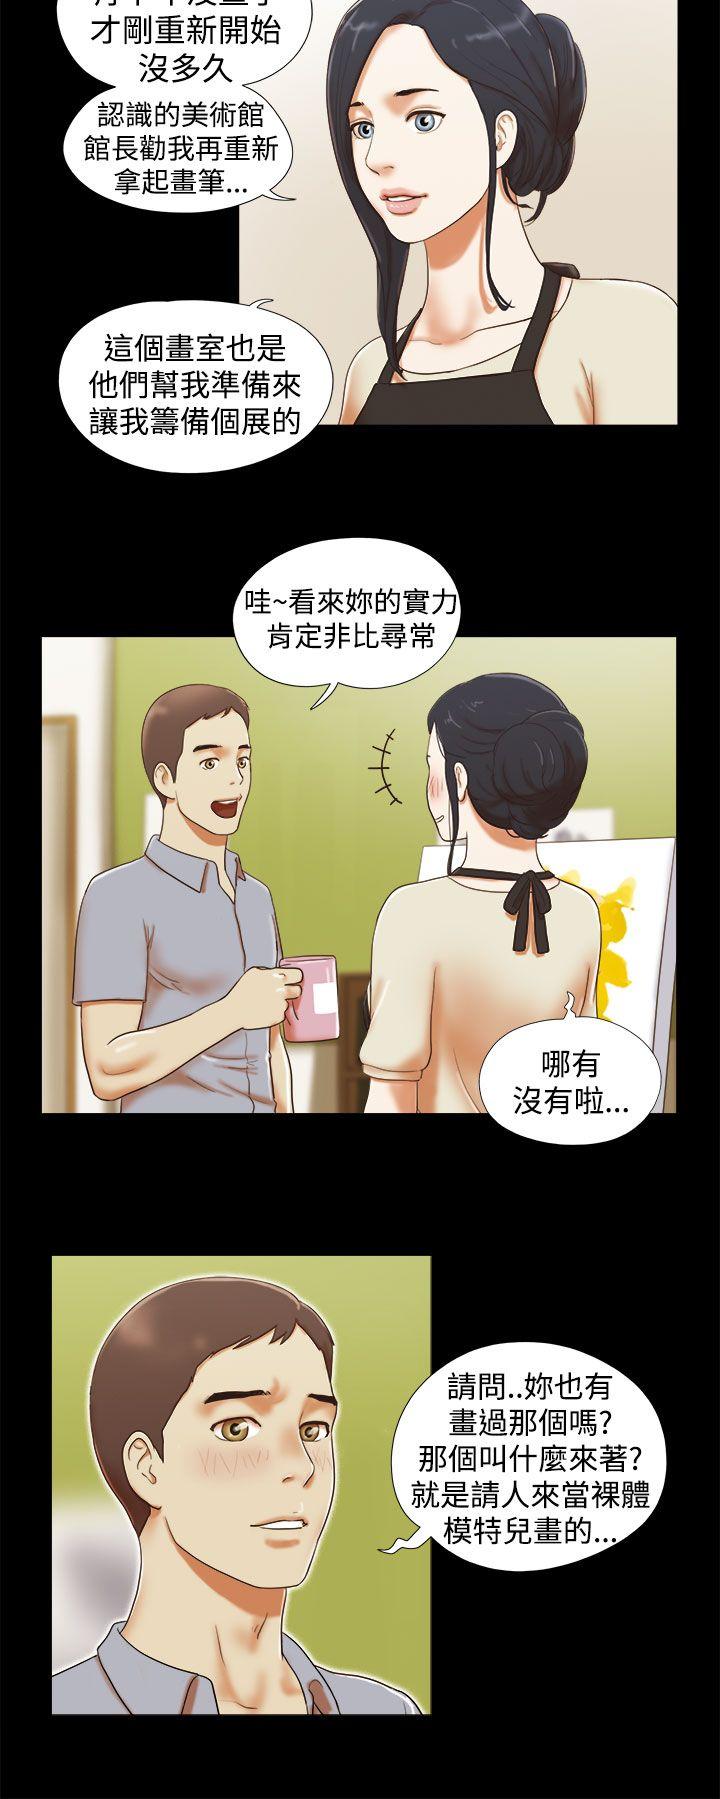 才剛重新開始
沒多久
認識的美術館
館長勸我再重新
拿起畫筆...
這個畫室也是
他們幫我準備來
讓我籌備個展的
哇~看來妳的實力
肯定非比尋常
哪有
沒有啦...
請問..妳也有
畫過那個嗎?
那個叫什麼來著?
就是請人來當裸體
模特兒畫的...